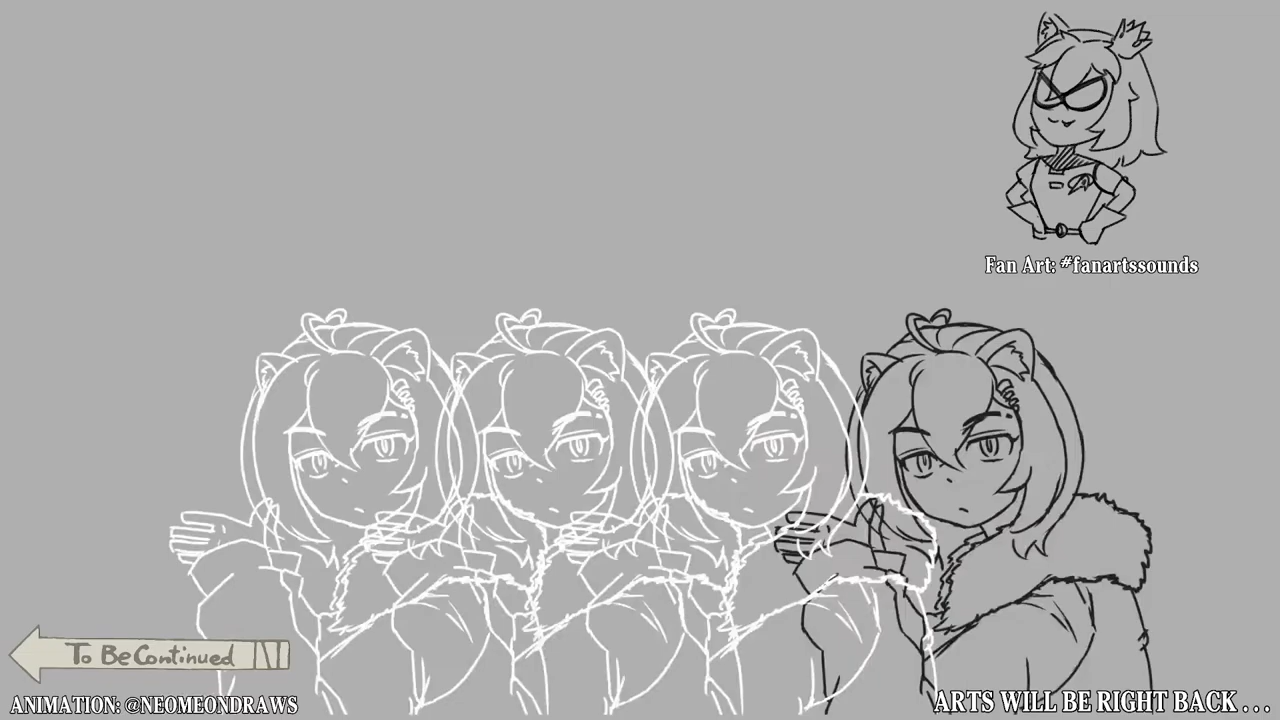 Fan Art: #fanartssounds
To Be Continued
ANIMATION: @NEOMEONDRAWS
ARTS WILL BE RIGHT BACK . . .